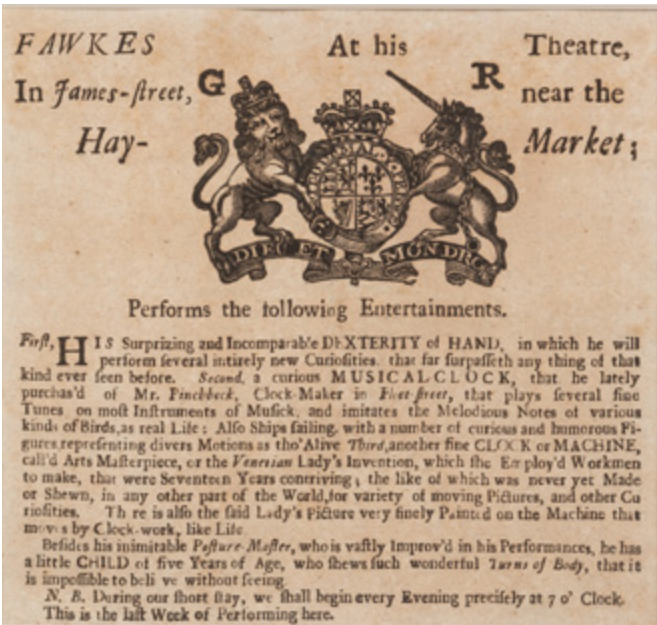 FAWKES At his Theatre,
In James-ſtreet, G R near the
Hay- Market;
DIEU ET MON DR
Performs the following Entertainments.
Firſt, HIS Surprizing and Incomparable DEXTERITY of HAND, in which he will
perform ſeveral intirely new Curioſities. that far ſurpaſſeth any thing of that
kind ever ſeen before. Second, a curious MUSICAL-CLOCK, that he lately
purchas'd of Mr. Pinchbeck, Clock-Maker in Fleet-ſtreet, that plays ſeveral fine
Tunes on moſt Inſtruments of Muſick, and imitates the Melodious Notes of various
kinds of Birds, as real Life: Alſo Ships ſailing, with a number of curious and humorous Fi-
gures, repreſenting divers Motions as tho' Alive Third, another fine CLOCK or MACHINE,
call'd Arts Maſterpiece, or the Venetian Lady's Invention, which ſhe Employ'd Workmen
to make, that were Seventeen Years contriving; the like of which was never yet Made
or Shewn, in any other part of the World, for variety of moving Pictures, and other Cu
rioſities. Th re is alſo the ſaid Lady's Picture very finely Painted on the Machine that
moves by Clock-work, like Life
Beſides his inimitable Poſture-Maſter, who is vaſtly Improv'd in his Performances, he has
a little CHILD of five Years of Age, who ſhews ſuch wonderful Turns of Body, that it
is impoſſible to beli ve without ſeeing
N. B. During our ſhort ſtay, we ſhall begin every Evening preciſely at 7 o' Clock
This is the laſt Week of Performing here.